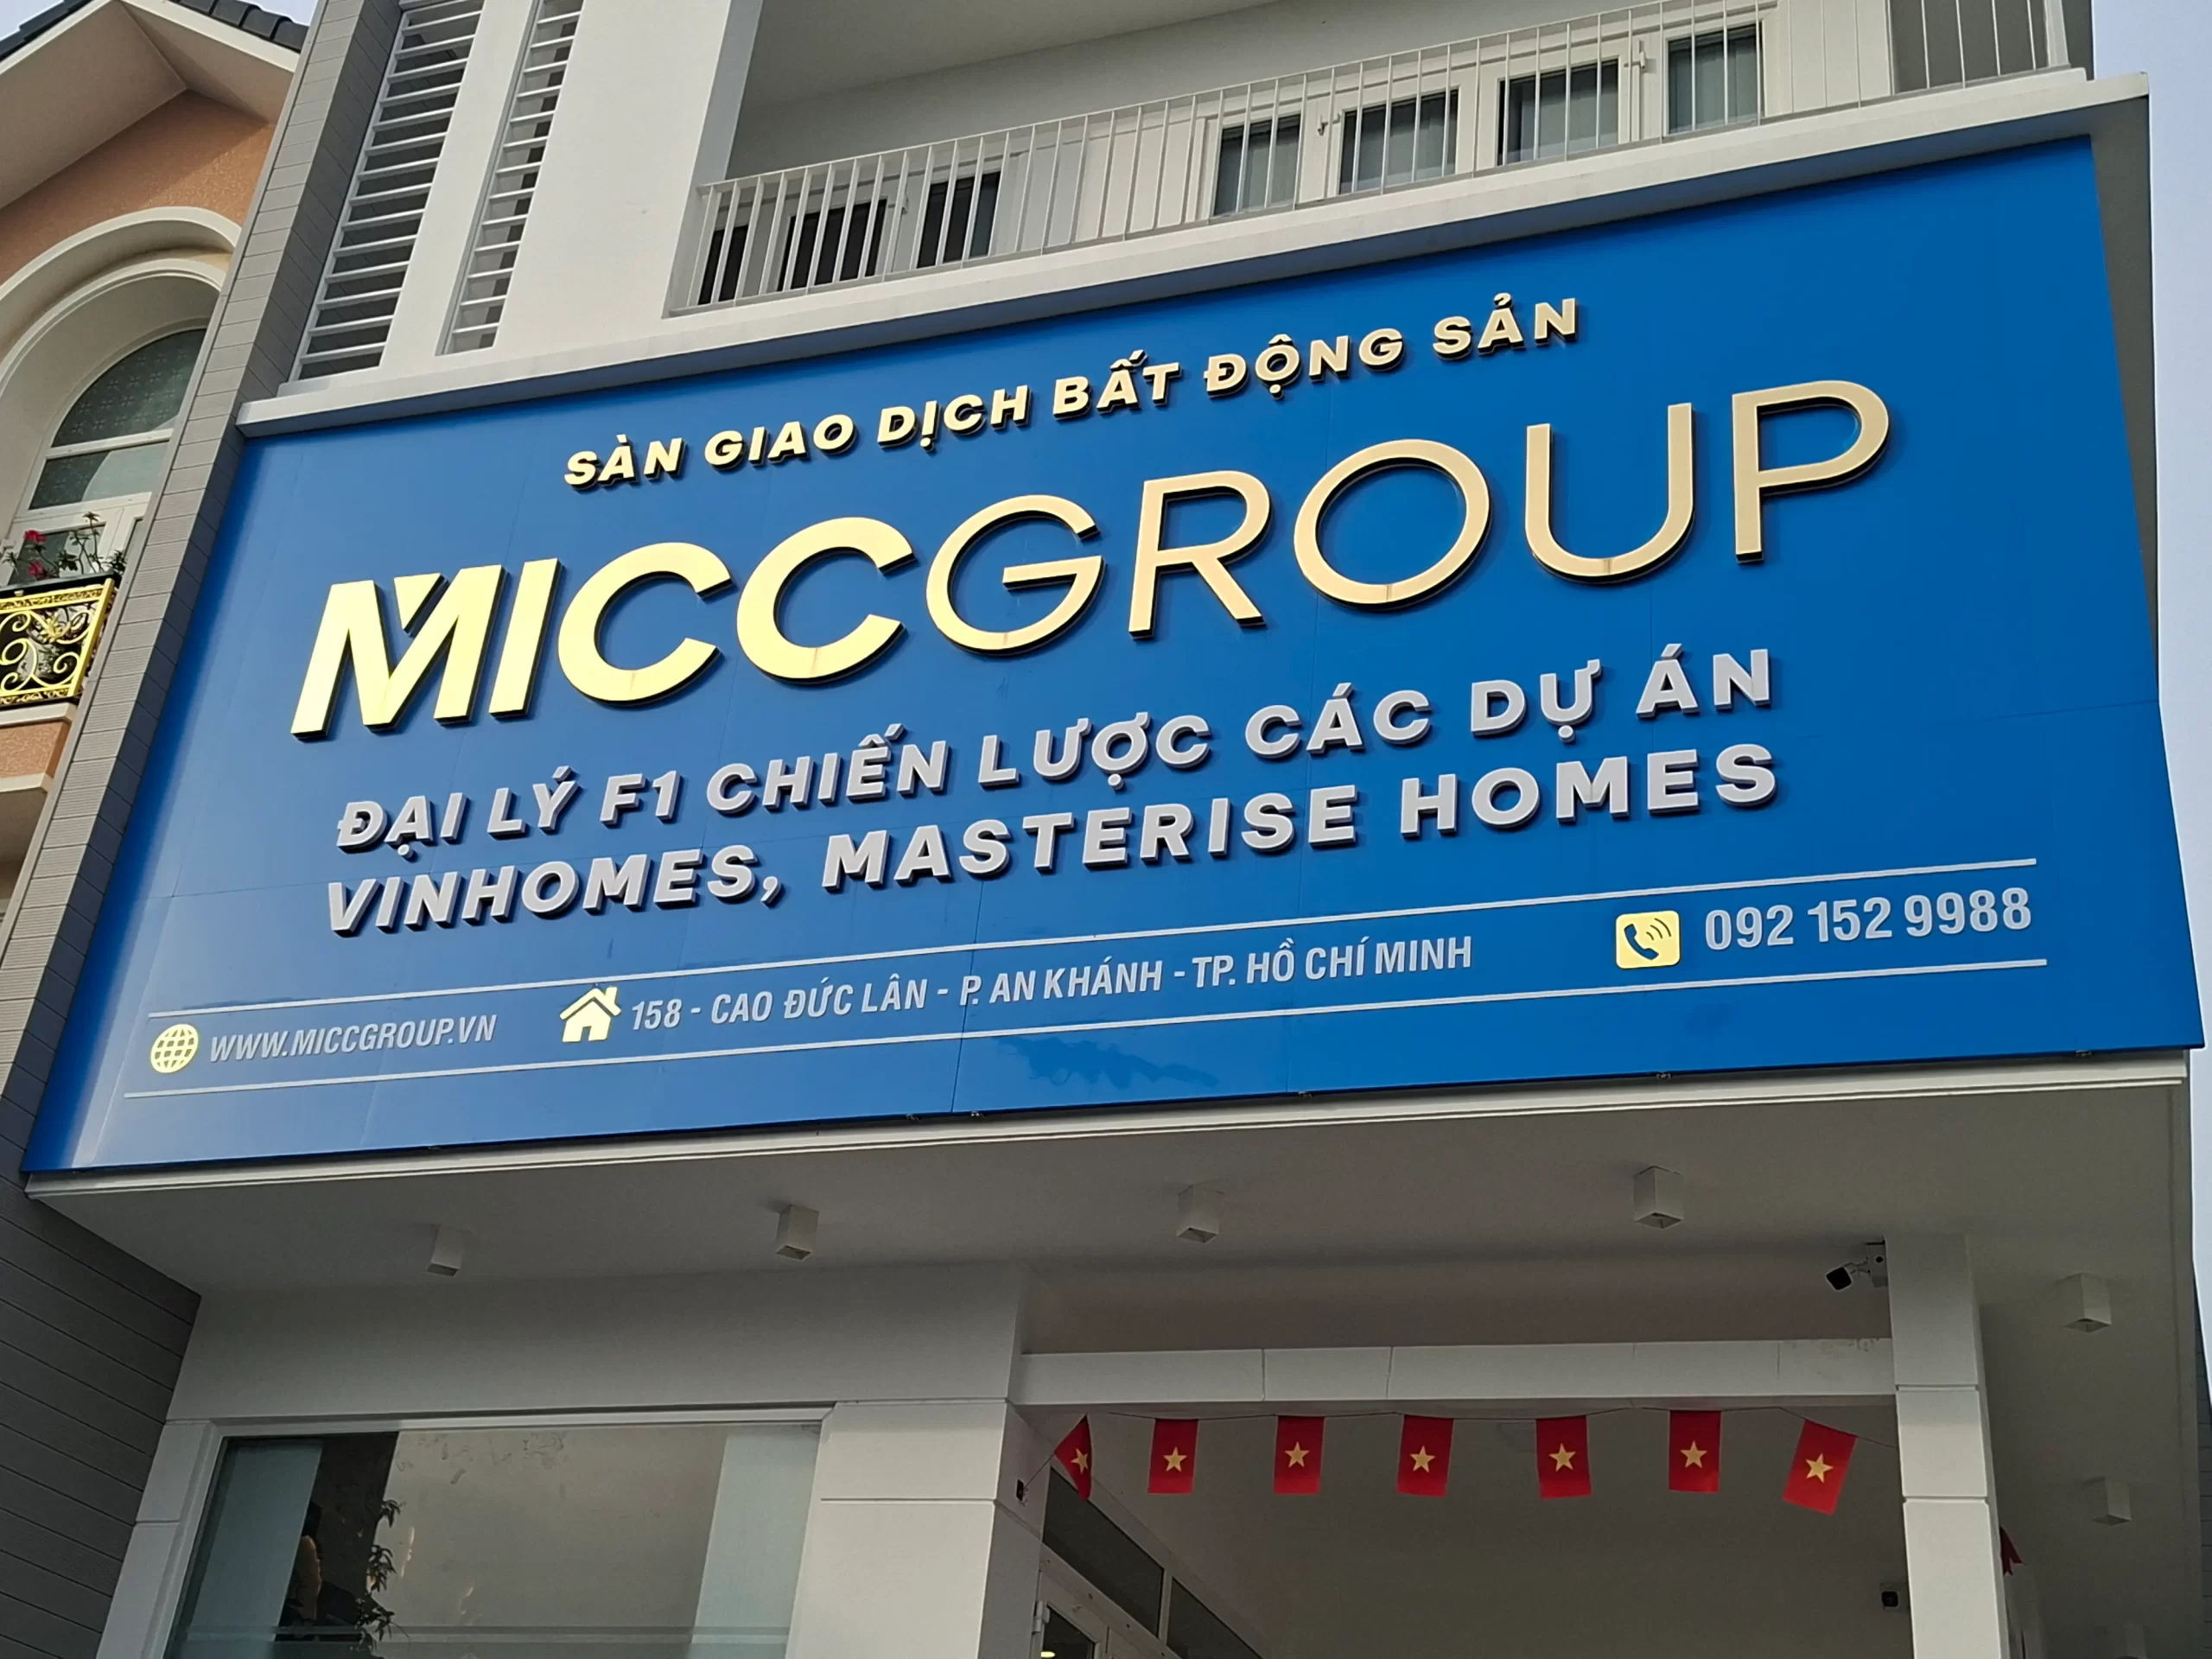 SÀN GIAO DỊCH BẤT ĐỘNG SẢN
MICCGROUP
ĐẠI LÝ F1 CHIẾN LƯỢC CÁC DỰ ÁN
VINHOMES, MASTERISE HOMES
WWW.MICCGROUP.VN
158 - CAO ĐỨC LÂN - P. AN KHÁNH - TP. HỒ CHÍ MINH
092 152 9988